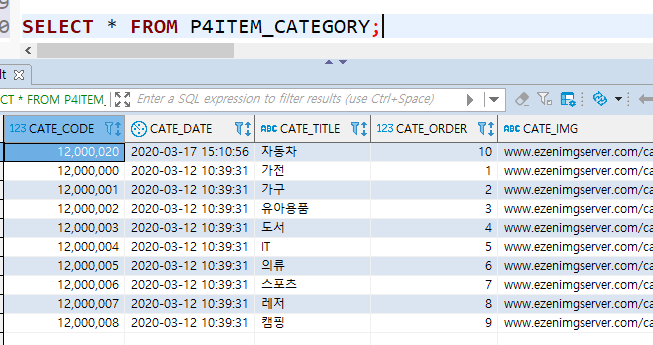 9
0 SELECT * FROM P4ITEM_CATEGORY;
lt
CT * FROM P4ITEM_ Enter a SQL expression to filter results (use Ctrl+Space)
123 CATE_CODE CATE_DATE ABC CATE_TITLE 123 CATE_ORDER ABC CATE_IMG
12,000,020 2020-03-17 15:10:56 자동차 10 www.ezenimgserver.com/ca
12,000,000 2020-03-12 10:39:31 가전 1 www.ezenimgserver.com/ca
12,000,001 2020-03-12 10:39:31 가구 2 www.ezenimgserver.com/ca
12,000,002 2020-03-12 10:39:31 유아용품 3 www.ezenimgserver.com/ca
12,000,003 2020-03-12 10:39:31 도서 4 www.ezenimgserver.com/ca
12,000,004 2020-03-12 10:39:31 IT 5 www.ezenimgserver.com/ca
12,000,005 2020-03-12 10:39:31 의류 6 www.ezenimgserver.com/ca
12,000,006 2020-03-12 10:39:31 스포츠 7 www.ezenimgserver.com/ca
12,000,007 2020-03-12 10:39:31 레저 8 www.ezenimgserver.com/ca
12,000,008 2020-03-12 10:39:31 캠핑 9 www.ezenimgserver.com/ca